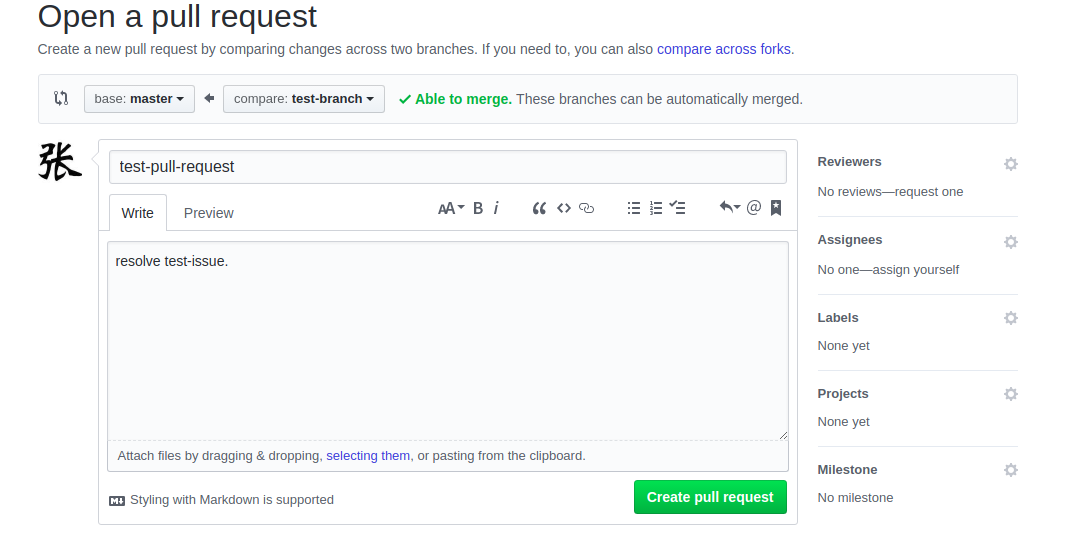 Open a pull request
Create a new pull request by comparing changes across two branches. If you need to, you can also compare across forks.
base: master compare: test-branch Able to merge. These branches can be automatically merged.
张
test-pull-request
Write Preview AA B i
resolve test-issue.
Attach files by dragging & dropping, selecting them, or pasting from the clipboard.
Styling with Markdown is supported
Create pull request
Reviewers
No reviews—request one
Assignees
No one—assign yourself
Labels
None yet
Projects
None yet
Milestone
No milestone